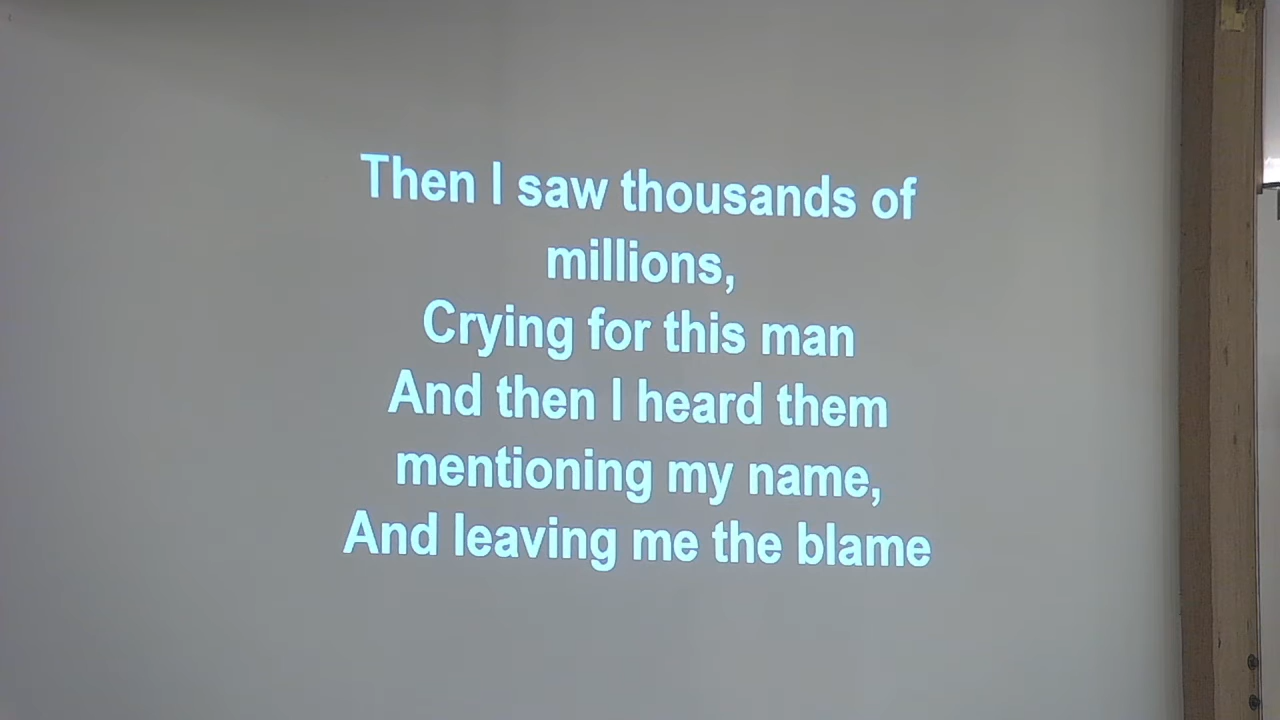 Then I saw thousands of
millions,
Crying for this man
And then I heard them
mentioning my name,
And leaving me the blame